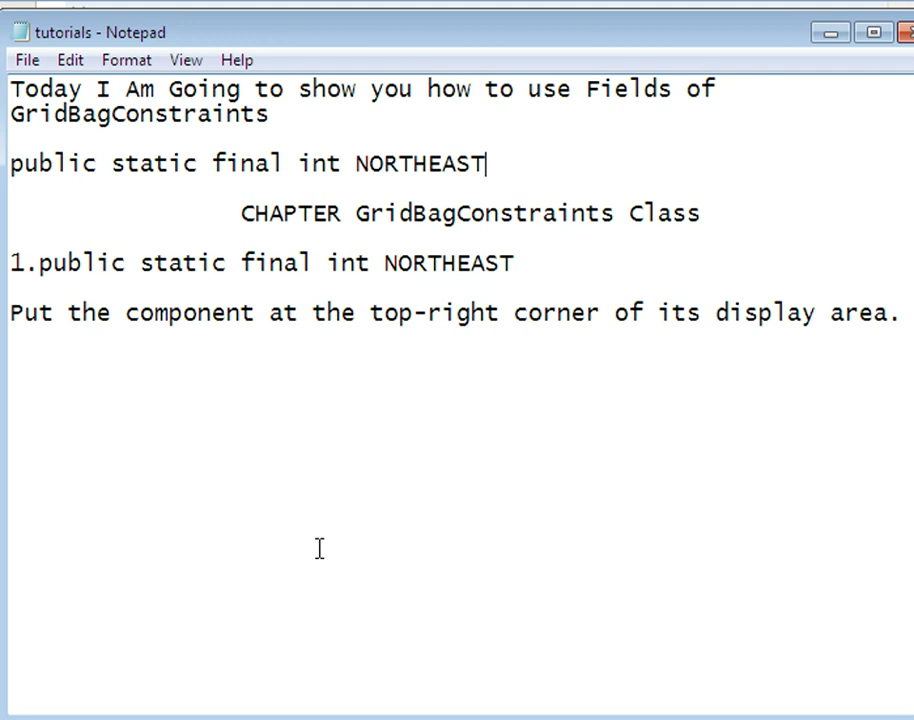 tutorials - Notepad
File Edit Format View Help
Today I Am Going to show you how to use Fields of
GridBagConstraints
public static final int NORTHEAST
CHAPTER GridBagConstraints Class
1.public static final int NORTHEAST
Put the component at the top-right corner of its display area.